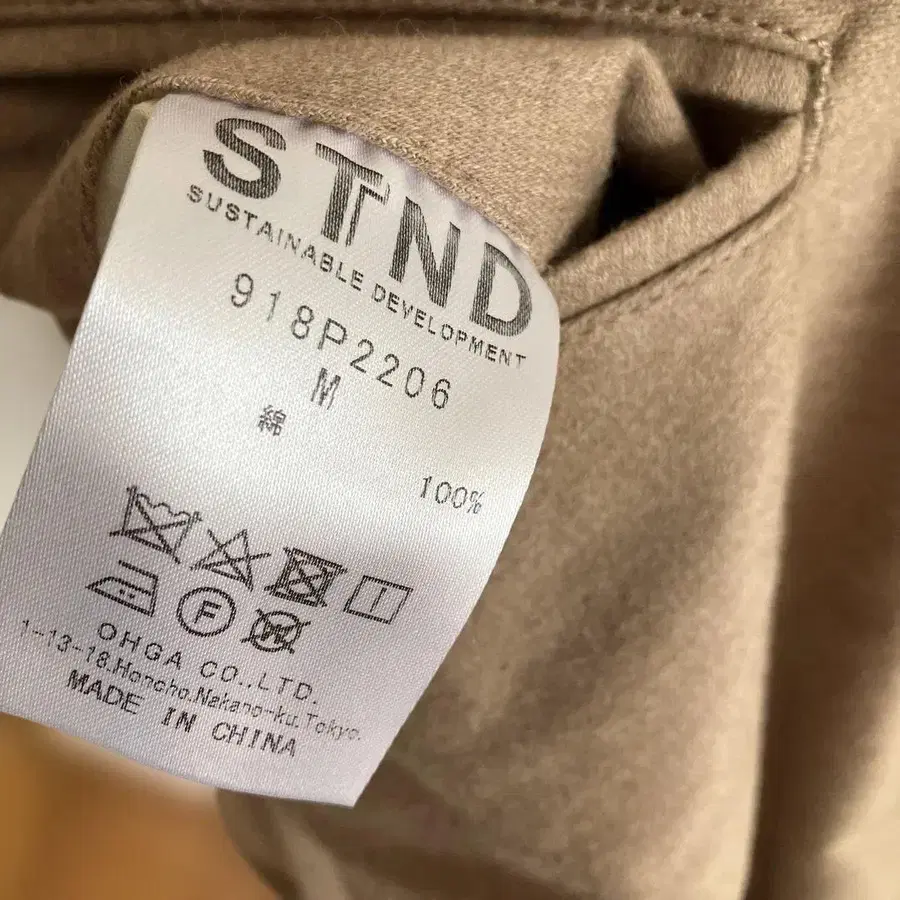 STND
SUSTAINABLE DEVELOPMENT
918P2206
M
綿 100%
F
W
OHGA CO.,LTD.
1-13-18.Honcho.Nakano-ku.Tokyo.
MADE IN CHINA